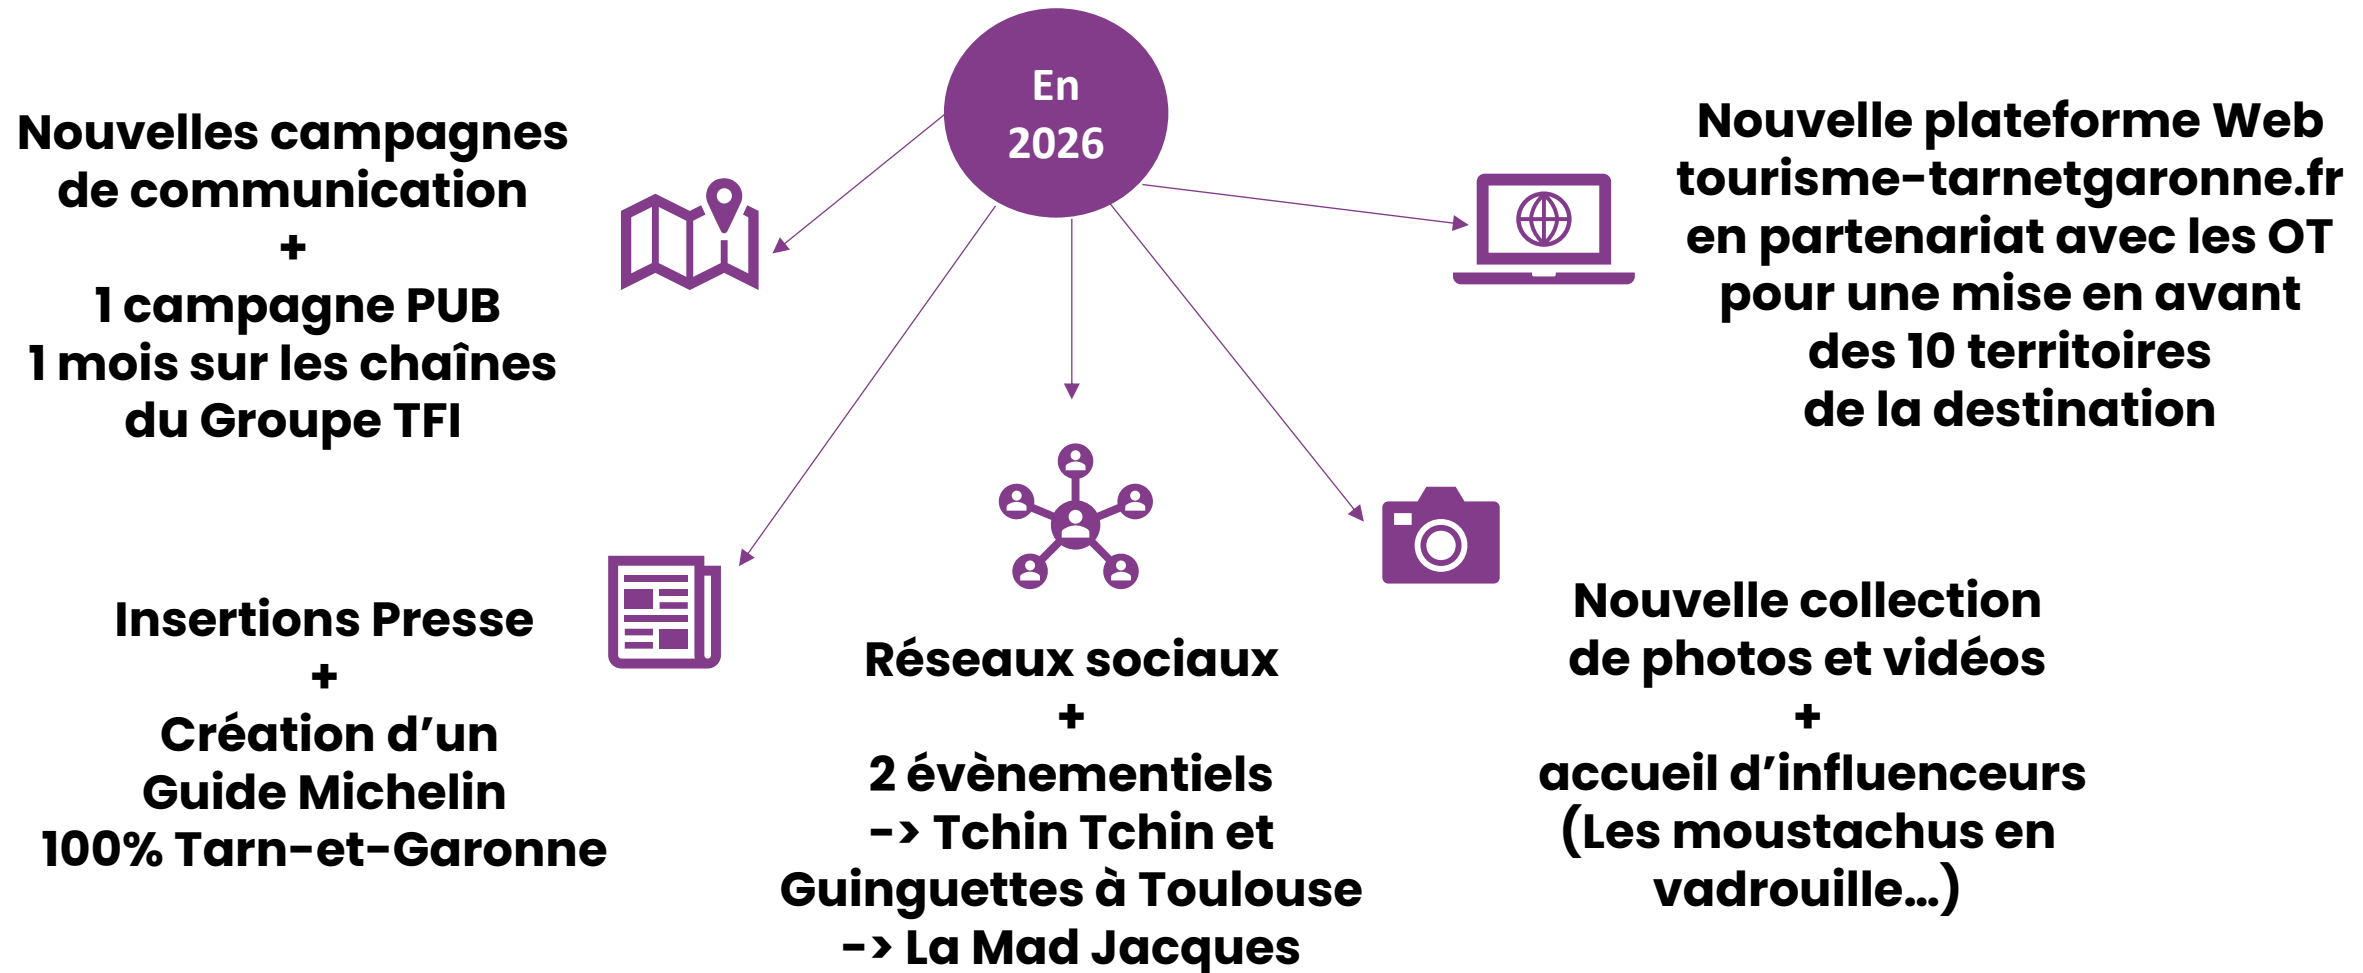 En
2026
Nouvelles campagnes
de communication
+
1 campagne PUB
1 mois sur les chaînes
du Groupe TFI
Nouvelle plateforme Web
tourisme-tarnetgaronne.fr
en partenariat avec les OT
pour une mise en avant
des 10 territoires
de la destination
Insertions Presse
+
Création d’un
Guide Michelin
100% Tarn-et-Garonne
Réseaux sociaux
+
2 évènementiels
-> Tchin Tchin et
Guinguettes à Toulouse
-> La Mad Jacques
Nouvelle collection
de photos et vidéos
+
accueil d’influenceurs
(Les moustachus en
vadrouille…)